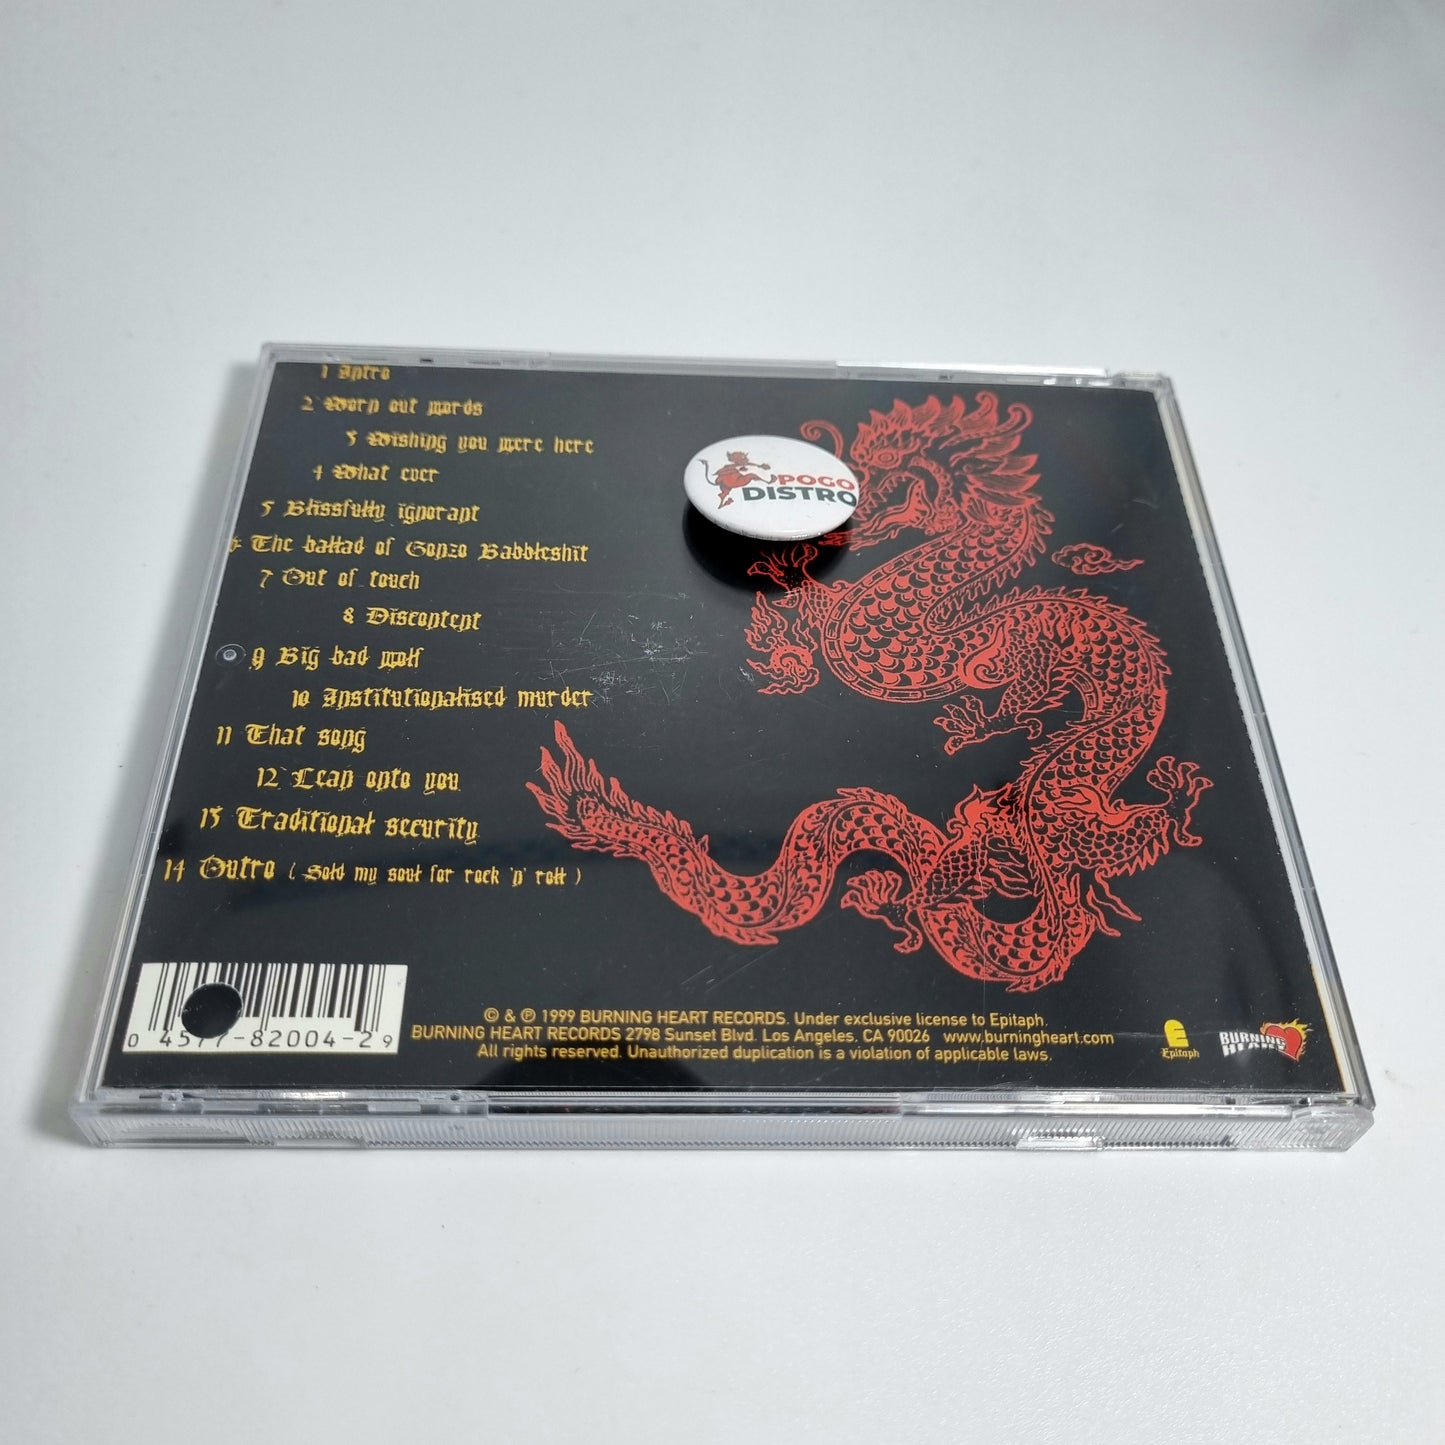 1 Intro
2 Worn out words
3 Wishing you were here
4 What ever
5 Blissfully ignorant
6 The ballad of Gonzo Babbleshit
7 Out of touch
8 Discontent
9 Big bad wolf
10 Institutionalised murder
11 That song
12 Lean onto you
13 Traditional security
14 Outro ( Sold my soul for rock 'n' roll )
POGO
DISTRO
0 4577-82004-2 9
© & ℗ 1999 BURNING HEART RECORDS. Under exclusive license to Epitaph.
BURNING HEART RECORDS 2798 Sunset Blvd. Los Angeles, CA 90026 www.burningheart.com
All rights reserved. Unauthorized duplication is a violation of applicable laws.
Epitaph
BURNING
HEART